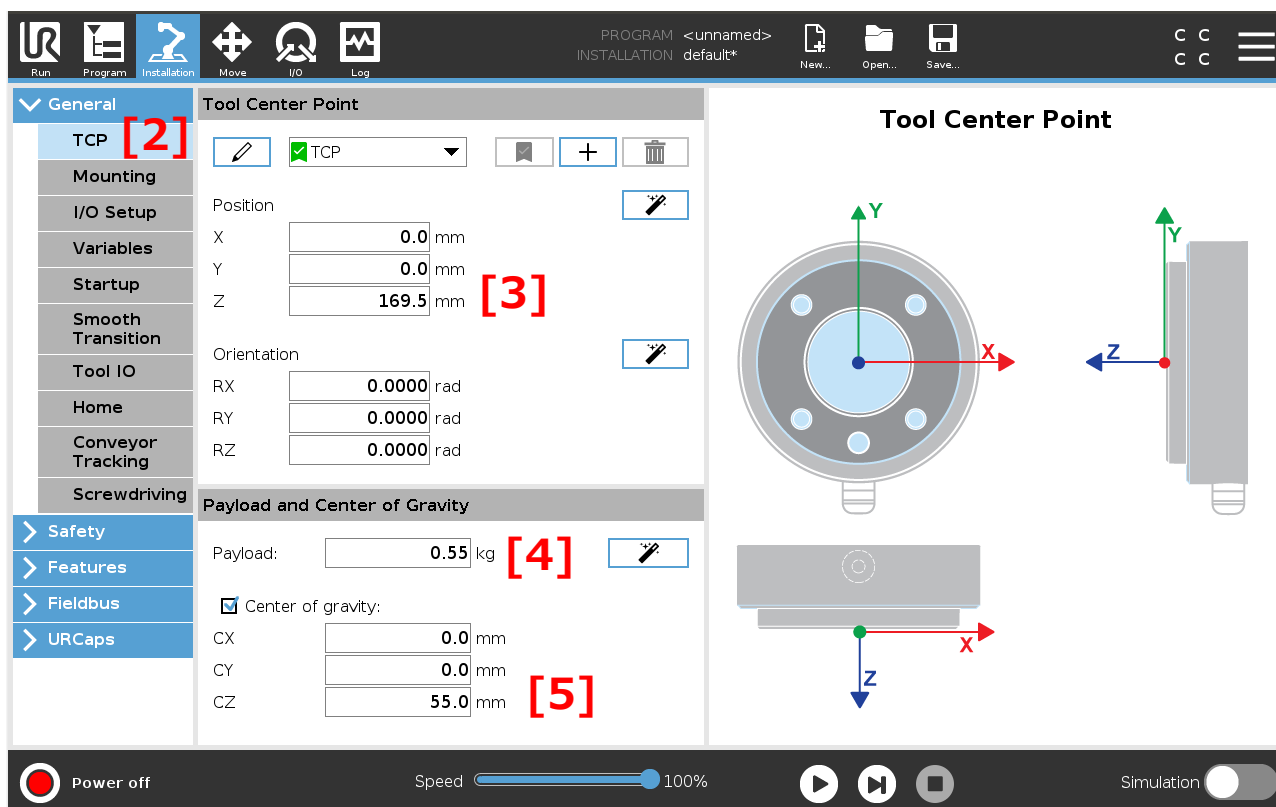 PROGRAM <unnamed>
INSTALLATION default*
C C
C C
Run Program Installation Move I/O Log New... Open... Save...
General
TCP [2]
Mounting
I/O Setup
Variables
Startup
Smooth
Transition
Tool IO
Home
Conveyor
Tracking
Screwdriving
Safety
Features
Fieldbus
URCaps
Tool Center Point
TCP
Position
X 0.0 mm
Y 0.0 mm
Z 169.5 mm [3]
Orientation
RX 0.0000 rad
RY 0.0000 rad
RZ 0.0000 rad
Payload and Center of Gravity
Payload: 0.55 kg [4]
Center of gravity:
CX 0.0 mm
CY 0.0 mm
CZ 55.0 mm [5]
Tool Center Point
Y
X
Y
Z
X
Z
Power off
Speed 100%
Simulation